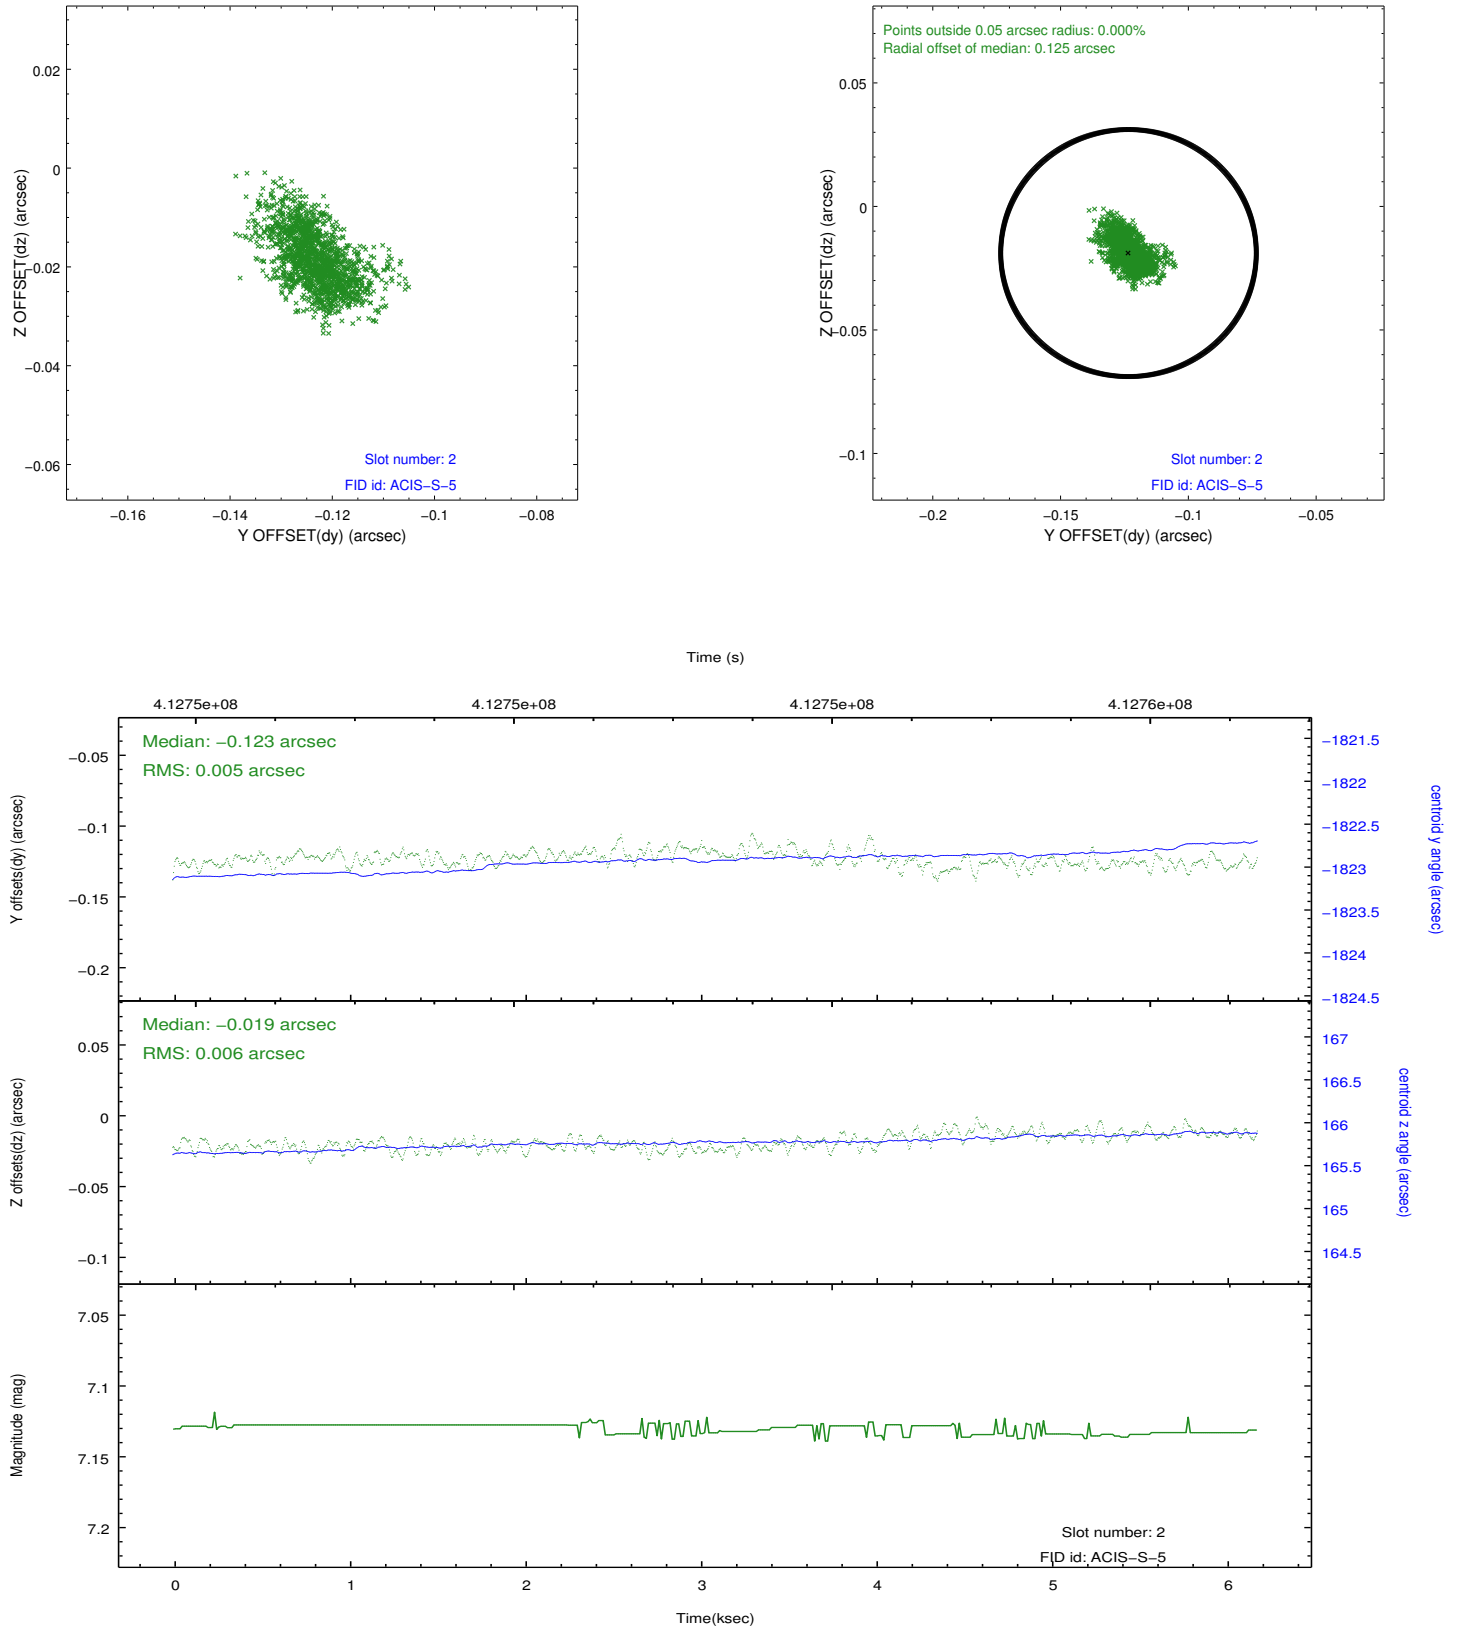 0.02
0
−0.02
−0.04
−0.06
Z OFFSET(dz) (arcsec)
Slot number: 2
FID id: ACIS−S−5
−0.16
−0.14
−0.12
−0.1
−0.08
Y OFFSET(dy) (arcsec)
Points outside 0.05 arcsec radius: 0.000%
Radial offset of median: 0.125 arcsec
0.05
0
−0.05
−0.1
Z OFFSET(dz) (arcsec)
Slot number: 2
FID id: ACIS−S−5
−0.2
−0.15
−0.1
−0.05
Y OFFSET(dy) (arcsec)
Time (s)
4.1275e+08
4.1275e+08
4.1275e+08
4.1276e+08
Median: −0.123 arcsec
RMS: 0.005 arcsec
−0.05
−0.1
−0.15
−0.2
Y offsets(dy) (arcsec)
−1821.5
−1822
−1822.5
−1823
−1823.5
−1824
−1824.5
centroid y angle (arcsec)
Median: −0.019 arcsec
RMS: 0.006 arcsec
0.05
0
−0.05
−0.1
Z offsets(dz) (arcsec)
167
166.5
166
165.5
165
164.5
centroid z angle (arcsec)
7.05
7.1
7.15
7.2
Magnitude (mag)
Slot number: 2
FID id: ACIS−S−5
0
1
2
3
4
5
6
Time(ksec)